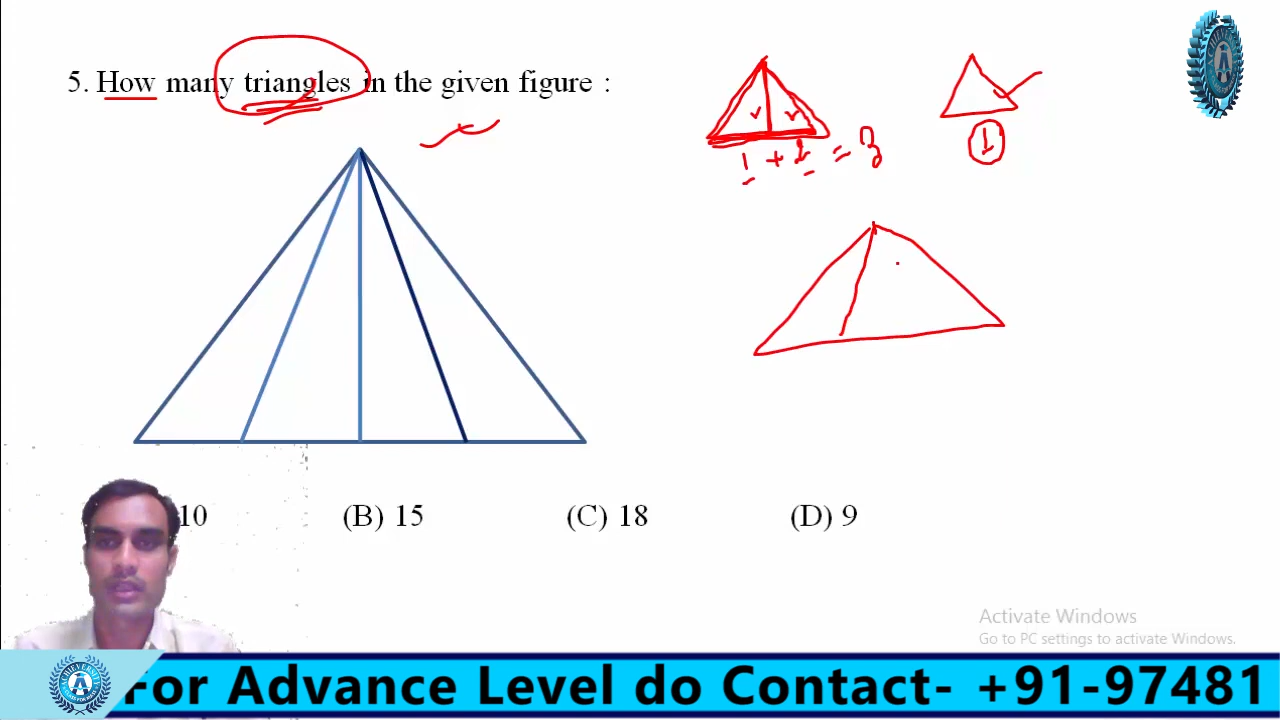 5. How many triangles in the given figure :
1 + 2 = 3
1
10 (B) 15 (C) 18 (D) 9
Activate Windows
Go to PC settings to activate Windows.
For Advance Level do Contact- +91-97481